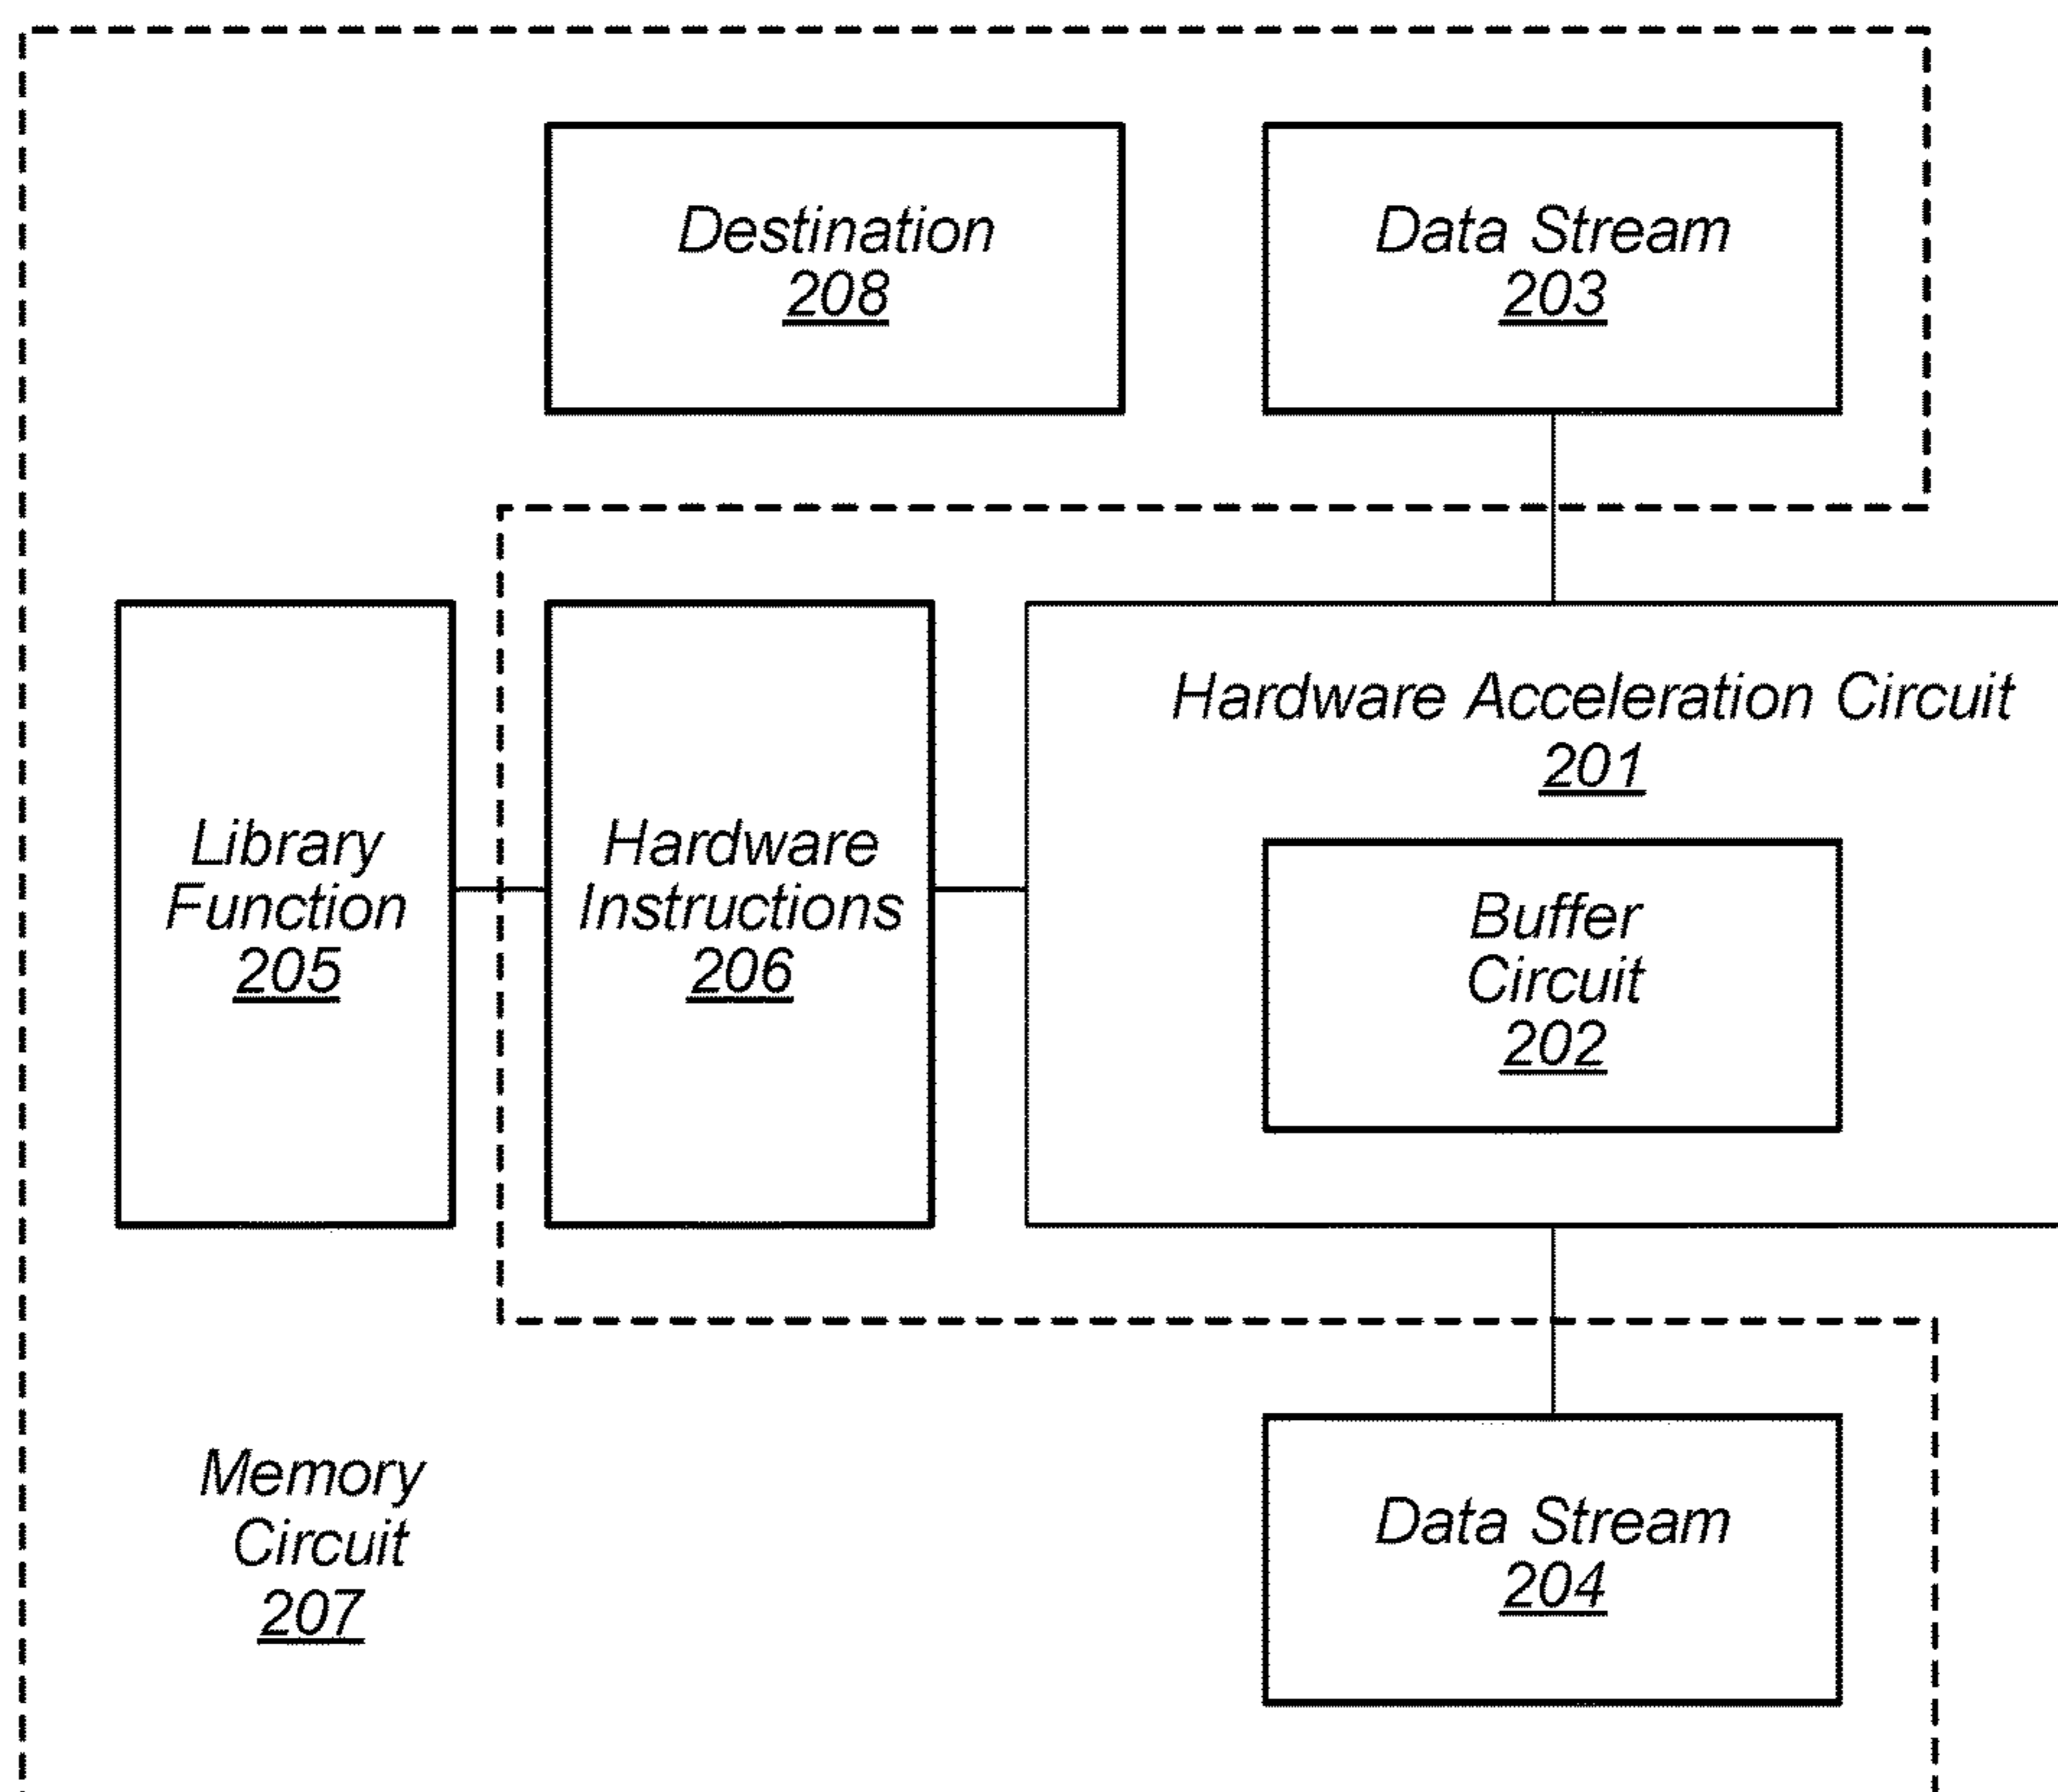 Destination
208
Data Stream
203
Hardware Acceleration Circuit
201
Library
Function
205
Hardware
Instructions
206
Buffer
Circuit
202
Memory
Circuit
207
Data Stream
204